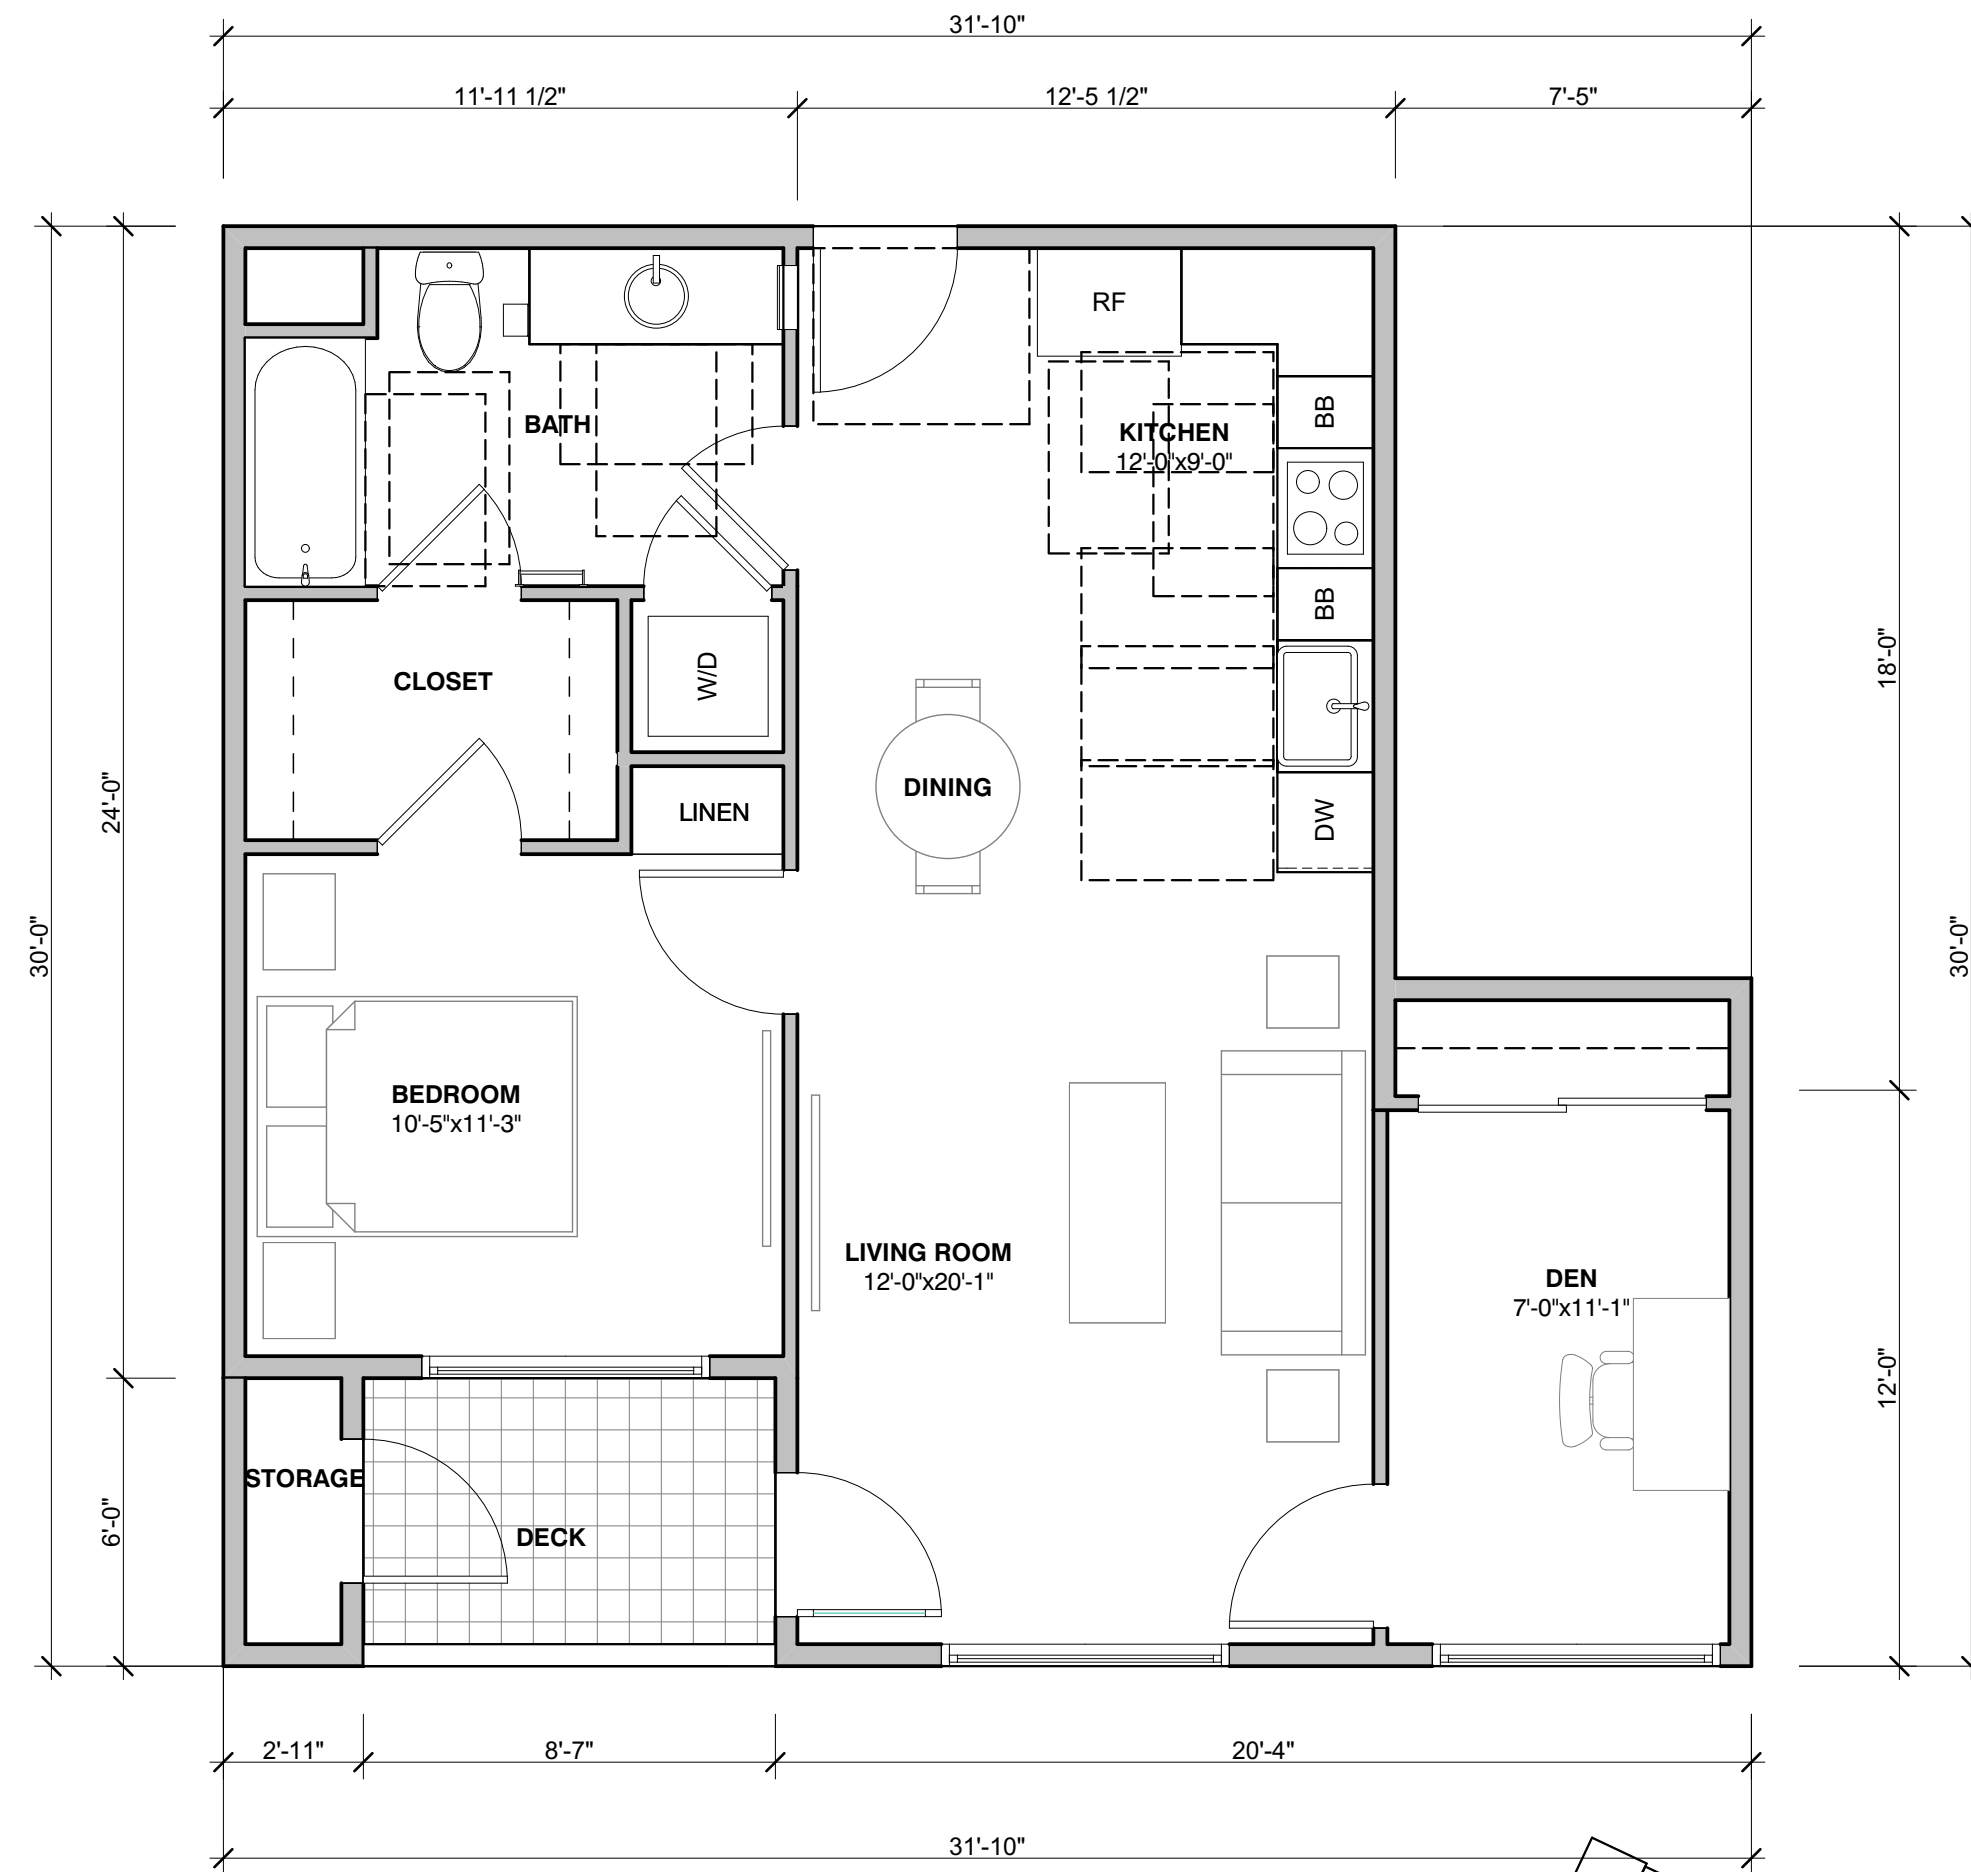 31'-10"
11'-11 1/2"
12'-5 1/2"
7'-5"
RF
BATH
KITCHEN
12'-0"x9'-0"
BB
BB
18'-0"
CLOSET
W/D
24'-0"
DINING
LINEN
DW
30'-0"
30'-0"
BEDROOM
10'-5"x11'-3"
LIVING ROOM
12'-0"x20'-1"
DEN
7'-0"x11'-1"
12'-0"
STORAGE
6'-0"
DECK
2'-11"
8'-7"
20'-4"
31'-10"